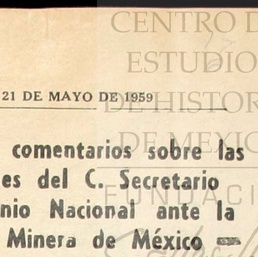 CENTRO D
ESTUDIO
21 DE MAYO DE 1959
DE HISTOR
DE MEXIC
comentarios sobre las
es del C. Secretario
FUNDACI
nio Nacional ante la
Minera de México —